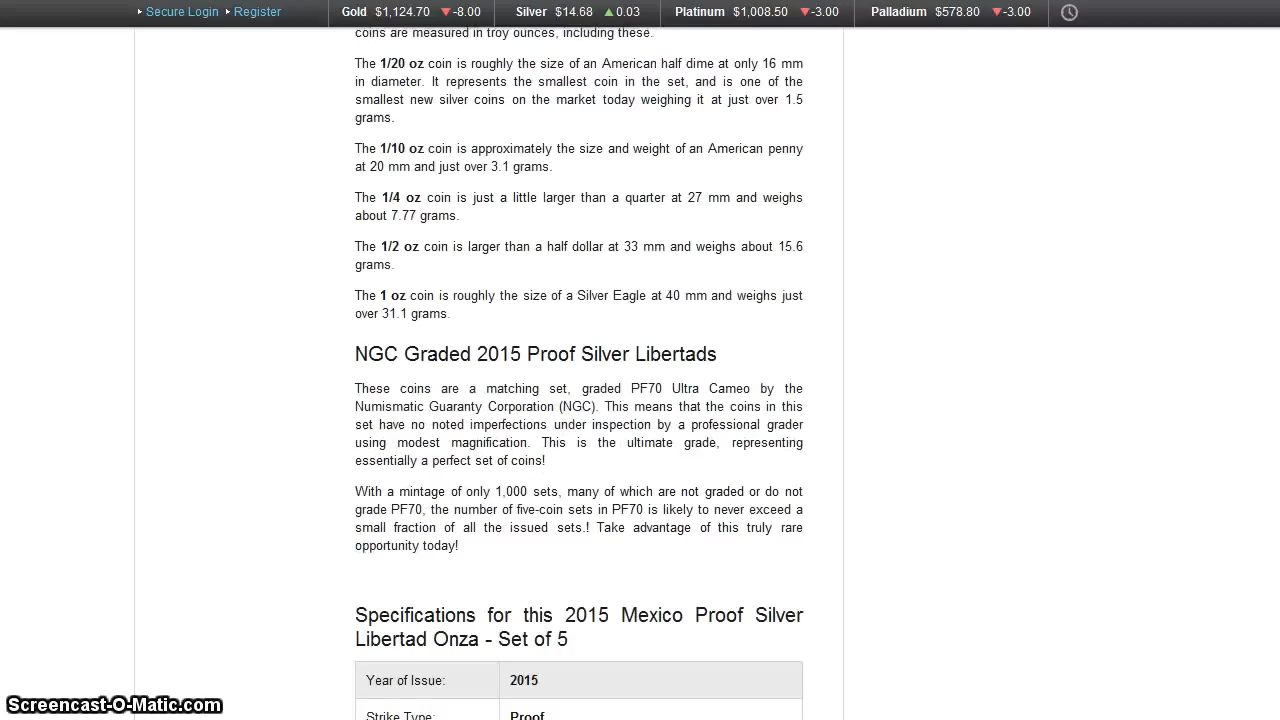 Secure Login Register Gold $1,124.70 -8.00 Silver $14.68 0.03 Platinum $1,008.50 -3.00 Palladium $578.80 -3.00
coins are measured in troy ounces, including these.
The 1/20 oz coin is roughly the size of an American half dime at only 16 mm
in diameter. It represents the smallest coin in the set, and is one of the
smallest new silver coins on the market today weighing it at just over 1.5
grams.
The 1/10 oz coin is approximately the size and weight of an American penny
at 20 mm and just over 3.1 grams.
The 1/4 oz coin is just a little larger than a quarter at 27 mm and weighs
about 7.77 grams.
The 1/2 oz coin is larger than a half dollar at 33 mm and weighs about 15.6
grams.
The 1 oz coin is roughly the size of a Silver Eagle at 40 mm and weighs just
over 31.1 grams.
NGC Graded 2015 Proof Silver Libertads
These coins are a matching set, graded PF70 Ultra Cameo by the
Numismatic Guaranty Corporation (NGC). This means that the coins in this
set have no noted imperfections under inspection by a professional grader
using modest magnification. This is the ultimate grade, representing
essentially a perfect set of coins!
With a mintage of only 1,000 sets, many of which are not graded or do not
grade PF70, the number of five-coin sets in PF70 is likely to never exceed a
small fraction of all the issued sets.! Take advantage of this truly rare
opportunity today!
Specifications for this 2015 Mexico Proof Silver
Libertad Onza - Set of 5
Year of Issue: 2015
Strike Type: Proof
Screencast-O-Matic.com